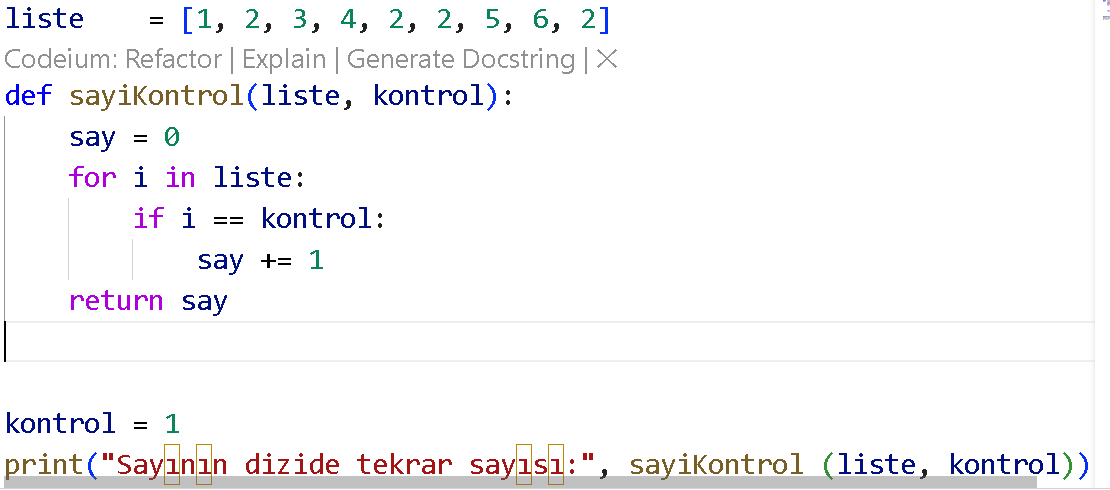 liste    = [1, 2, 3, 4, 2, 2, 5, 6, 2]
Codeium: Refactor | Explain | Generate Docstring | ×
def sayiKontrol(liste, kontrol):
    say = 0
    for i in liste:
        if i == kontrol:
            say += 1
    return say
kontrol = 1
print("Sayının dizide tekrar sayısı:", sayiKontrol (liste, kontrol))